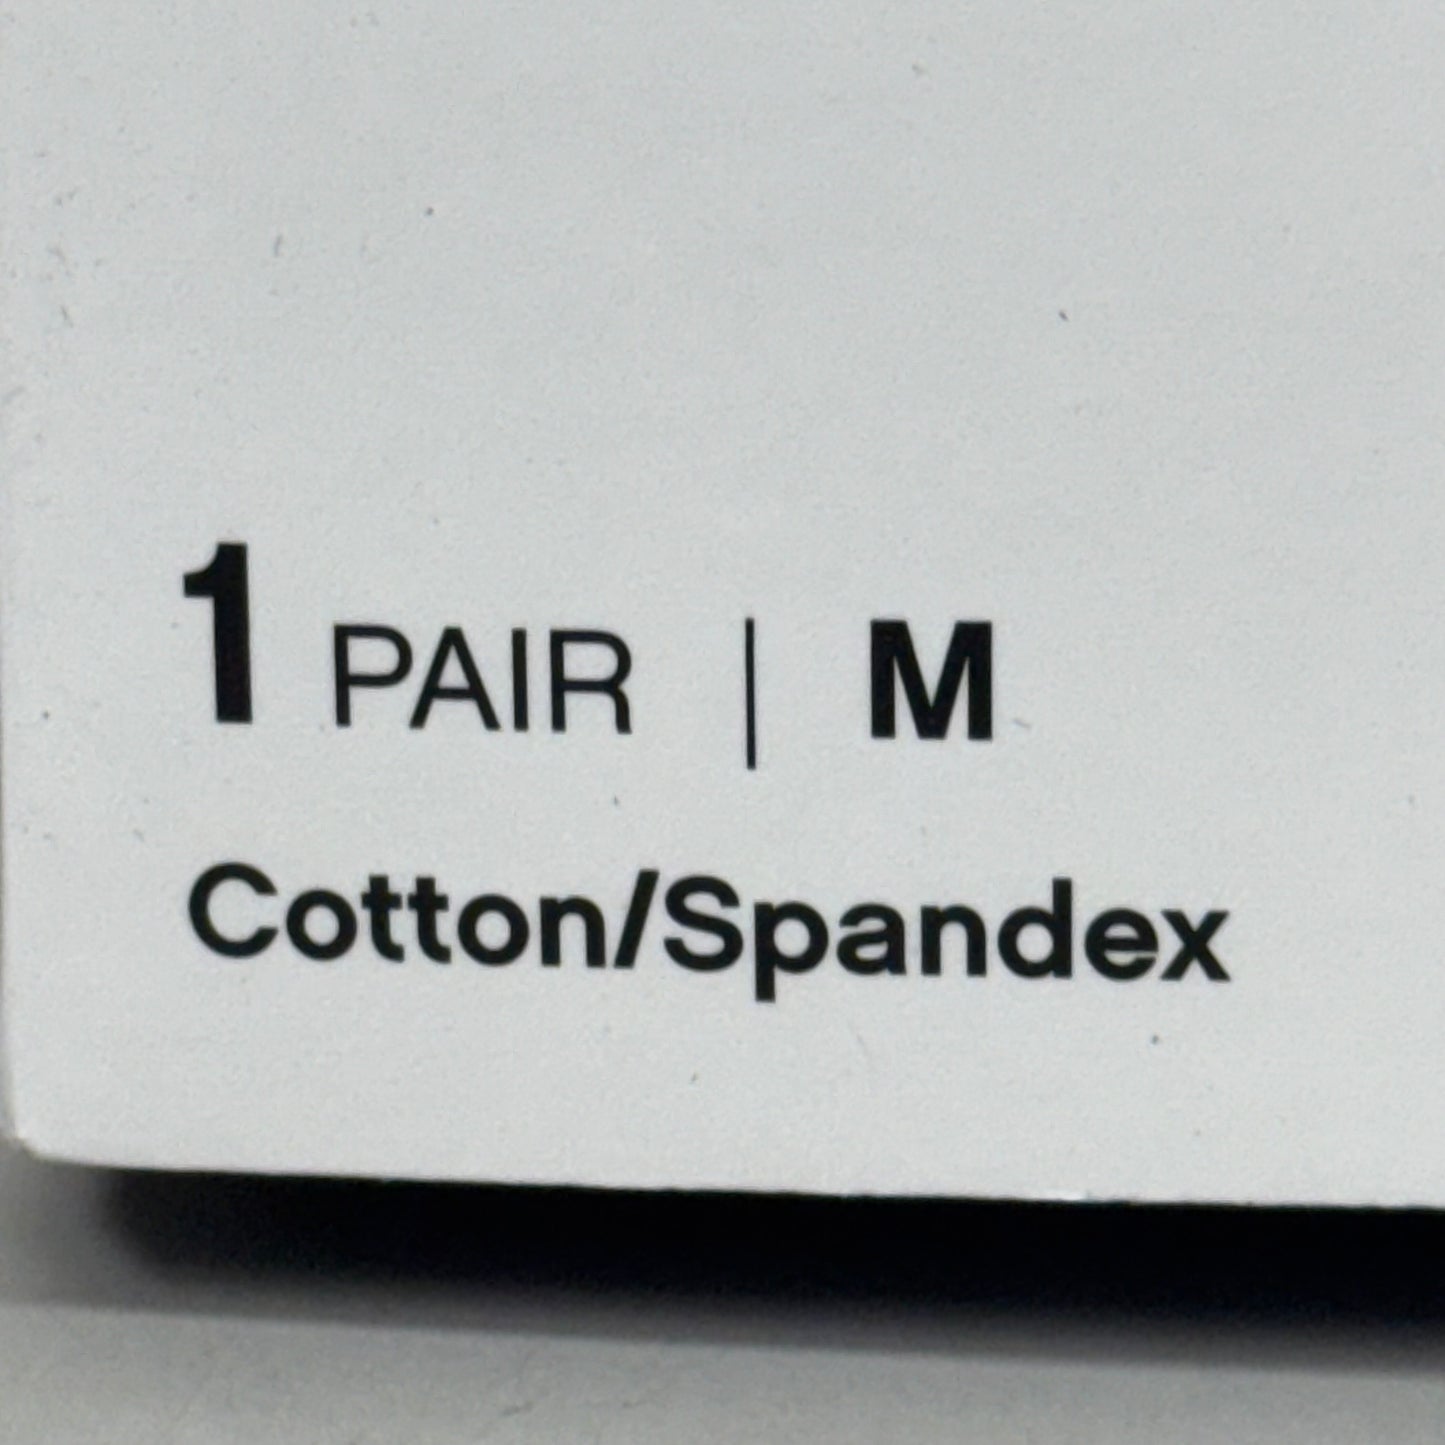 1 PAIR | M
Cotton/Spandex